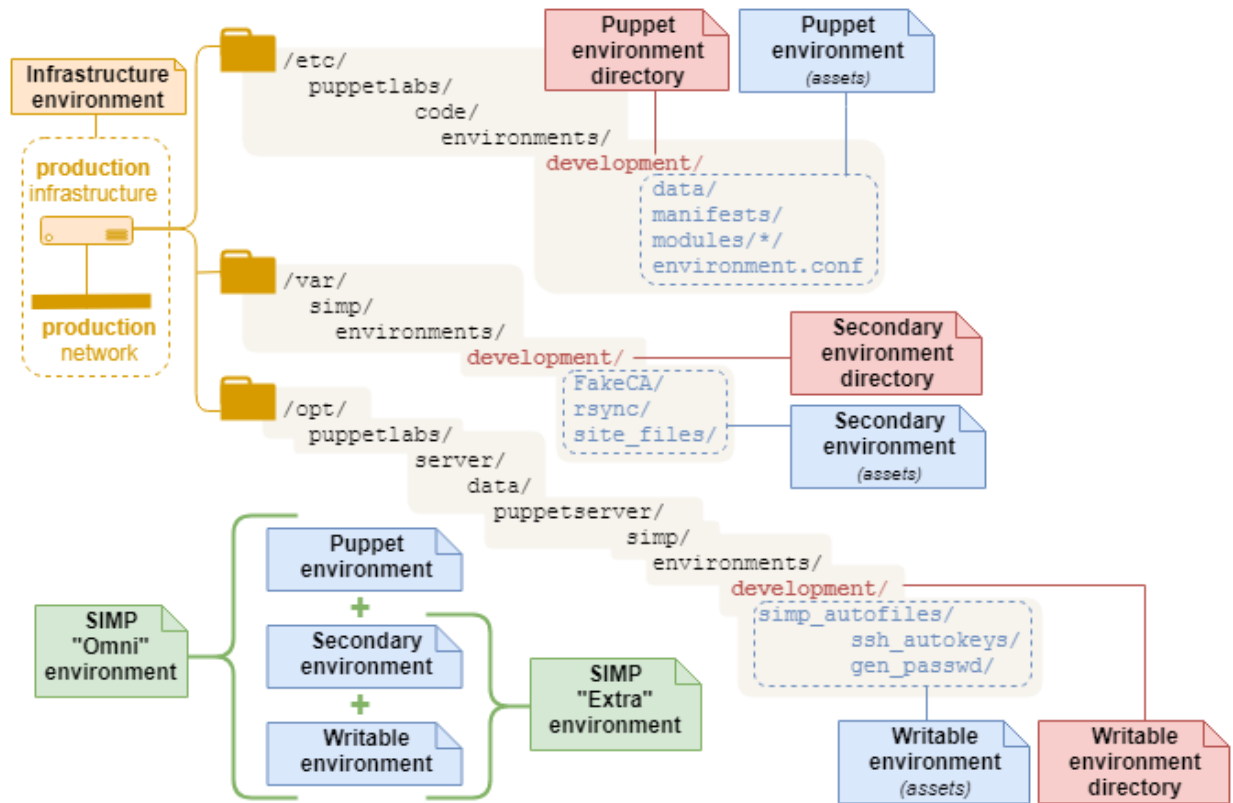 Infrastructure
environment
production
infrastructure
production
network
/etc/
puppetlabs/
code/
environments/
development/
data/
manifests/
modules/*/
environment.conf
Puppet
environment
directory
Puppet
environment
(assets)
/var/
simp/
environments/
development/
FakeCA/
rsync/
site_files/
Secondary
environment
directory
Secondary
environment
(assets)
/opt/
puppetlabs/
server/
data/
puppetserver/
simp/
environments/
development/
simp_autofiles/
ssh_autokeys/
gen_passwd/
Writable
environment
(assets)
Writable
environment
directory
SIMP
"Omni"
environment
Puppet
environment
+
Secondary
environment
+
Writable
environment
SIMP
"Extra"
environment